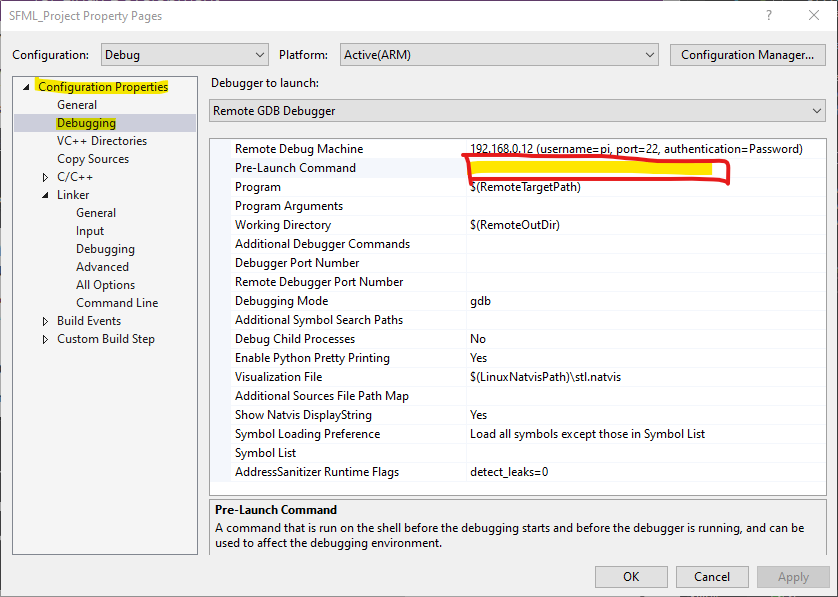 SFML_Project Property Pages
Configuration: Debug Platform: Active(ARM) Configuration Manager...
Configuration Properties
General
Debugging
VC++ Directories
Copy Sources
C/C++
Linker
General
Input
Debugging
Advanced
All Options
Command Line
Build Events
Custom Build Step
Debugger to launch:
Remote GDB Debugger
Remote Debug Machine 192.168.0.12 (username=pi, port=22, authentication=Password)
Pre-Launch Command
Program $(RemoteTargetPath)
Program Arguments
Working Directory $(RemoteOutDir)
Additional Debugger Commands
Debugger Port Number
Remote Debugger Port Number
Debugging Mode gdb
Additional Symbol Search Paths
Debug Child Processes No
Enable Python Pretty Printing Yes
Visualization File $(LinuxNatvisPath)\stl.natvis
Additional Sources File Path Map
Show Natvis DisplayString Yes
Symbol Loading Preference Load all symbols except those in Symbol List
Symbol List
AddressSanitizer Runtime Flags detect_leaks=0
Pre-Launch Command
A command that is run on the shell before the debugging starts and before the debugger is running, and can be
used to affect the debugging environment.
OK Cancel Apply